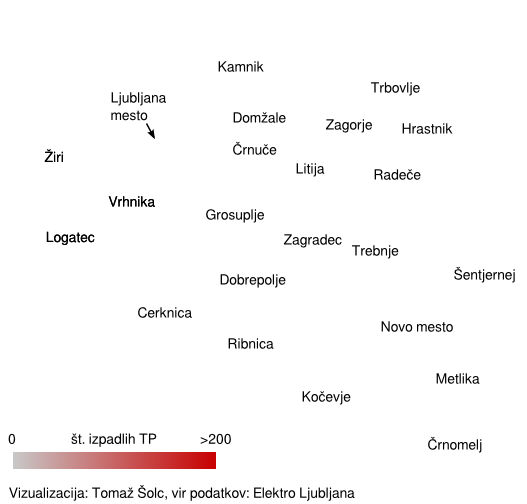 Kamnik
Trbovlje
Ljubljana
mesto
Domžale
Zagorje
Hrastnik
Črnuče
Žiri
Litija
Radeče
Vrhnika
Grosuplje
Logatec
Zagradec
Trebnje
Šentjernej
Dobrepolje
Cerknica
Novo mesto
Ribnica
Metlika
Kočevje
Črnomelj
0 št. izpadlih TP >200
Vizualizacija: Tomaž Šolc, vir podatkov: Elektro Ljubljana